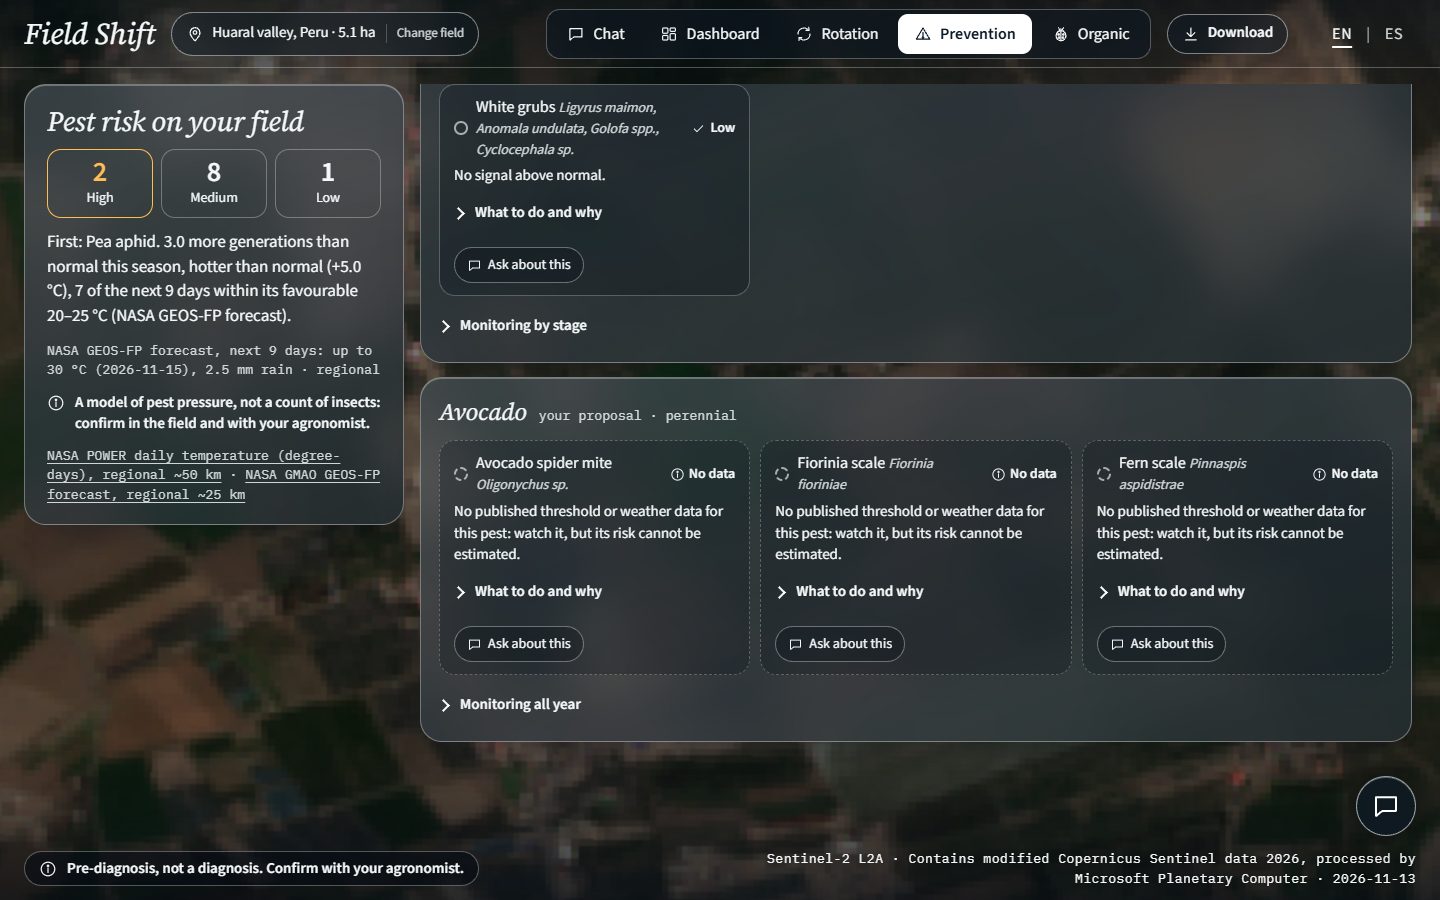 Field Shift
Huaral valley, Peru · 5.1 ha
Change field
Chat
Dashboard
Rotation
Prevention
Organic
Download
EN | ES
Pest risk on your field
2
High
8
Medium
1
Low
First: Pea aphid. 3.0 more generations than
normal this season, hotter than normal (+5.0
°C), 7 of the next 9 days within its favourable
20–25 °C (NASA GEOS-FP forecast).
NASA GEOS-FP forecast, next 9 days: up to
30 °C (2026-11-15), 2.5 mm rain · regional
A model of pest pressure, not a count of insects:
confirm in the field and with your agronomist.
NASA POWER daily temperature (degree-
days), regional ~50 km · NASA GMAO GEOS-FP
forecast, regional ~25 km
White grubs Ligyrus maimon,
Anomala undulata, Golofa spp.,
Cyclocephala sp.
Low
No signal above normal.
What to do and why
Ask about this
Monitoring by stage
Avocado your proposal · perennial
Avocado spider mite
Oligonychus sp.
No data
No published threshold or weather data for
this pest: watch it, but its risk cannot be
estimated.
What to do and why
Ask about this
Fiorinia scale Fiorinia
fioriniae
No data
No published threshold or weather data for
this pest: watch it, but its risk cannot be
estimated.
What to do and why
Ask about this
Fern scale Pinnaspis
aspidistrae
No data
No published threshold or weather data for
this pest: watch it, but its risk cannot be
estimated.
What to do and why
Ask about this
Monitoring all year
Pre-diagnosis, not a diagnosis. Confirm with your agronomist.
Sentinel-2 L2A · Contains modified Copernicus Sentinel data 2026, processed by
Microsoft Planetary Computer · 2026-11-13